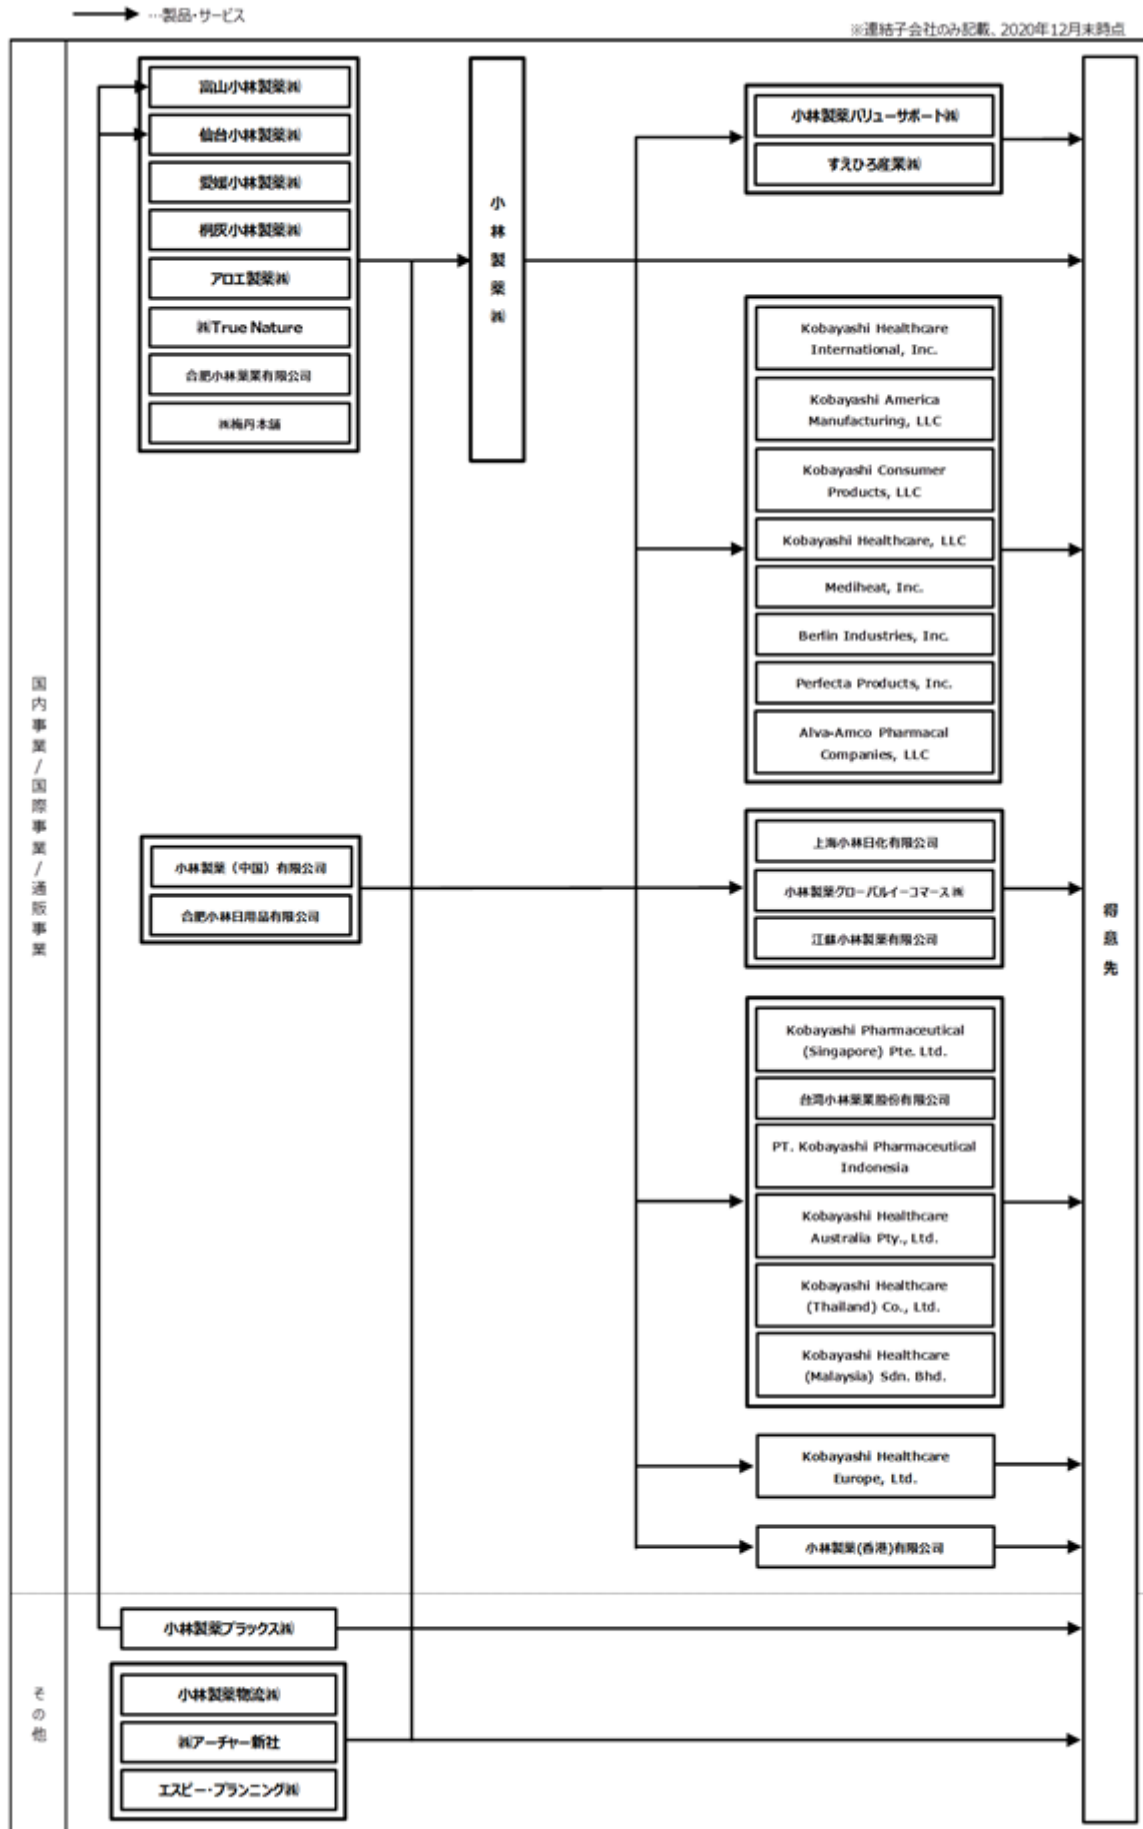 …製品・サービス
※連結子会社のみ記載、2020年12月末時点
国内事業/国際事業/通販事業
富山小林製薬㈱
仙台小林製薬㈱
愛媛小林製薬㈱
桐灰小林製薬㈱
アロエ製薬㈱
㈱True Nature
合肥小林薬業有限公司
㈱梅丹本舗
小林製薬㈱
小林製薬バリューサポート㈱
すえひろ産業㈱
Kobayashi Healthcare
International, Inc.
Kobayashi America
Manufacturing, LLC
Kobayashi Consumer
Products, LLC
Kobayashi Healthcare, LLC
Mediheat, Inc.
Berlin Industries, Inc.
Perfecta Products, Inc.
Alva-Amco Pharmacal
Companies, LLC
小林製薬（中国）有限公司
合肥小林日用品有限公司
上海小林日化有限公司
小林製薬グローバルイーコマース㈱
江蘇小林製薬有限公司
得意先
Kobayashi Pharmaceutical
(Singapore) Pte. Ltd.
台湾小林薬業股份有限公司
PT. Kobayashi Pharmaceutical
Indonesia
Kobayashi Healthcare
Australia Pty., Ltd.
Kobayashi Healthcare
(Thailand) Co., Ltd.
Kobayashi Healthcare
(Malaysia) Sdn. Bhd.
Kobayashi Healthcare
Europe, Ltd.
小林製薬(香港)有限公司
その他
小林製薬プラックス㈱
小林製薬物流㈱
㈱アーチャー新社
エスピー・プランニング㈱